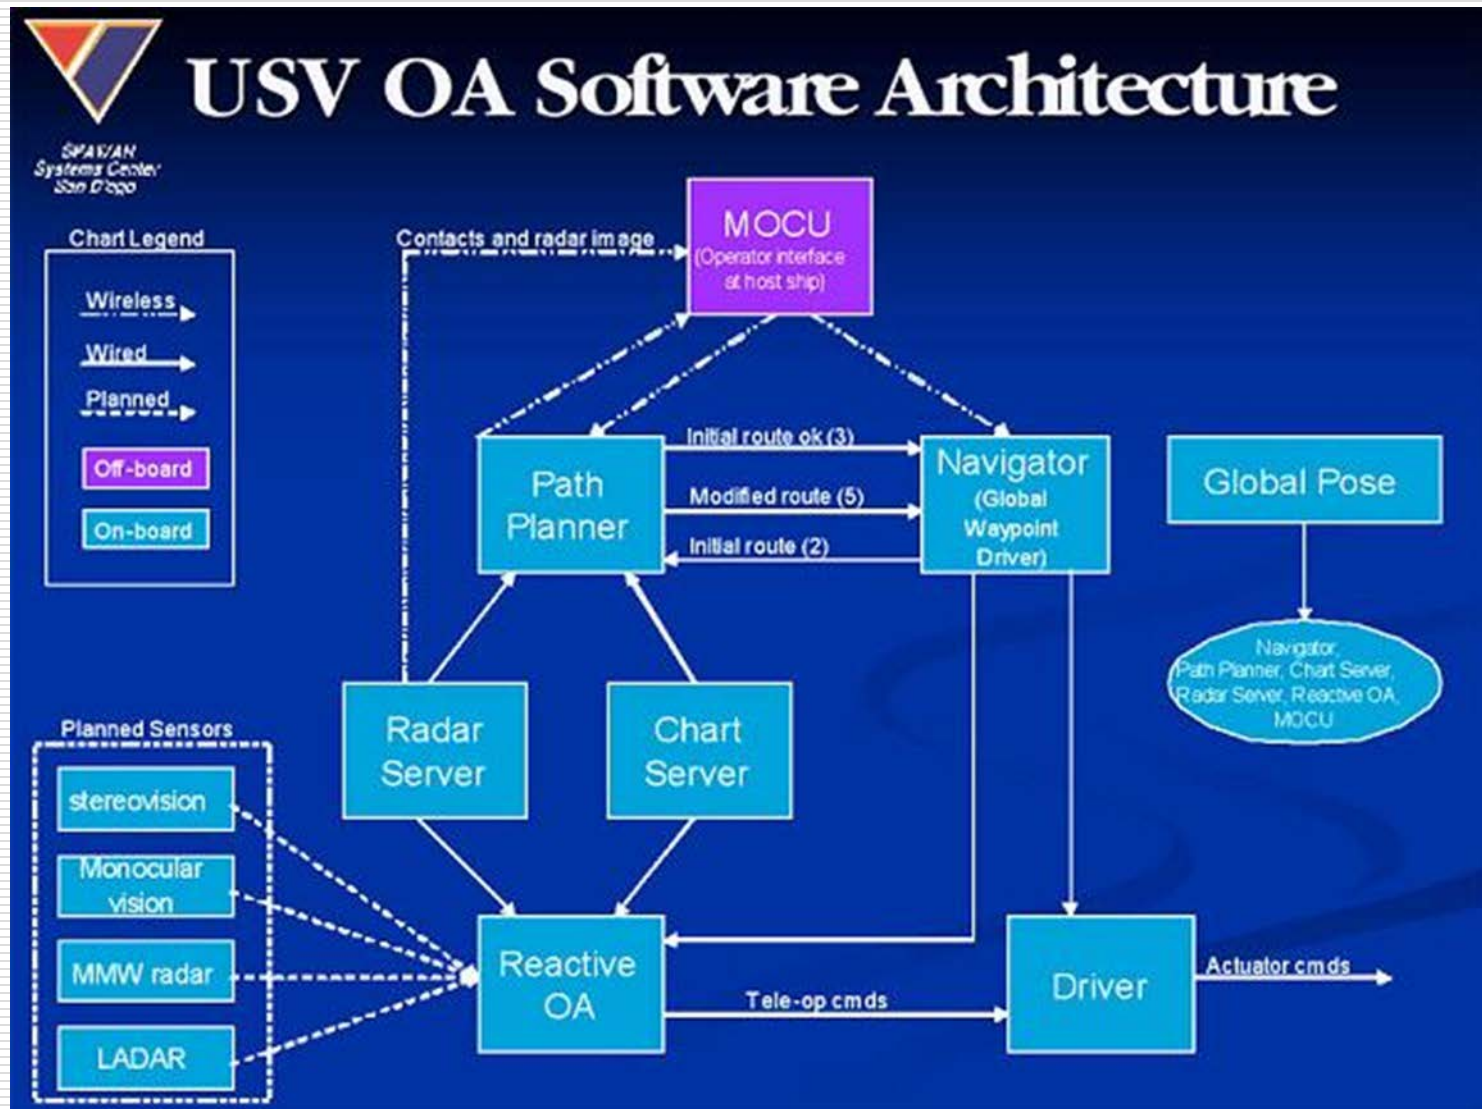 USV OA Software Architecture
SPAWAR
Systems Center
San Diego
Chart Legend
Wireless
Wired
Planned
Off-board
On-board
Contacts and radar image
MOCU
(Operator interface
at host ship)
Path
Planner
Initial route ok (3)
Modified route (5)
Initial route (2)
Navigator
(Global
Waypoint
Driver)
Global Pose
Navigator,
Path Planner, Chart Server,
Radar Server, Reactive OA,
MOCU
Radar
Server
Chart
Server
Planned Sensors
stereovision
Monocular
vision
MMW radar
LADAR
Reactive
OA
Tele-op cmds
Driver
Actuator cmds